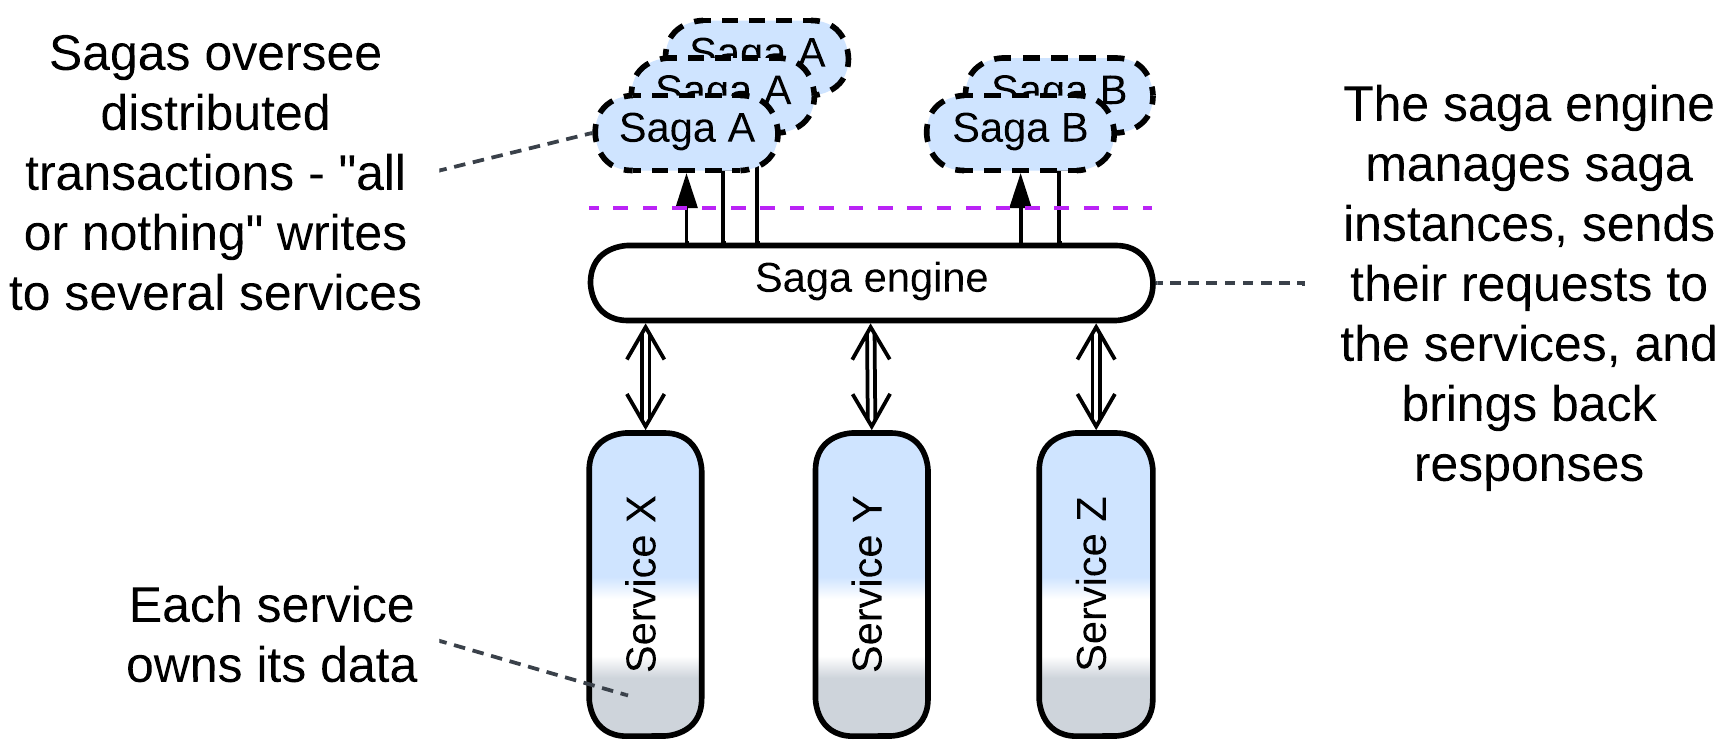 Sagas oversee
distributed
transactions - "all
or nothing" writes
to several services
Saga A
Saga A
Saga A
Saga B
Saga B
The saga engine
manages saga
instances, sends
their requests to
the services, and
brings back
responses
Saga engine
Service X
Service Y
Service Z
Each service
owns its data